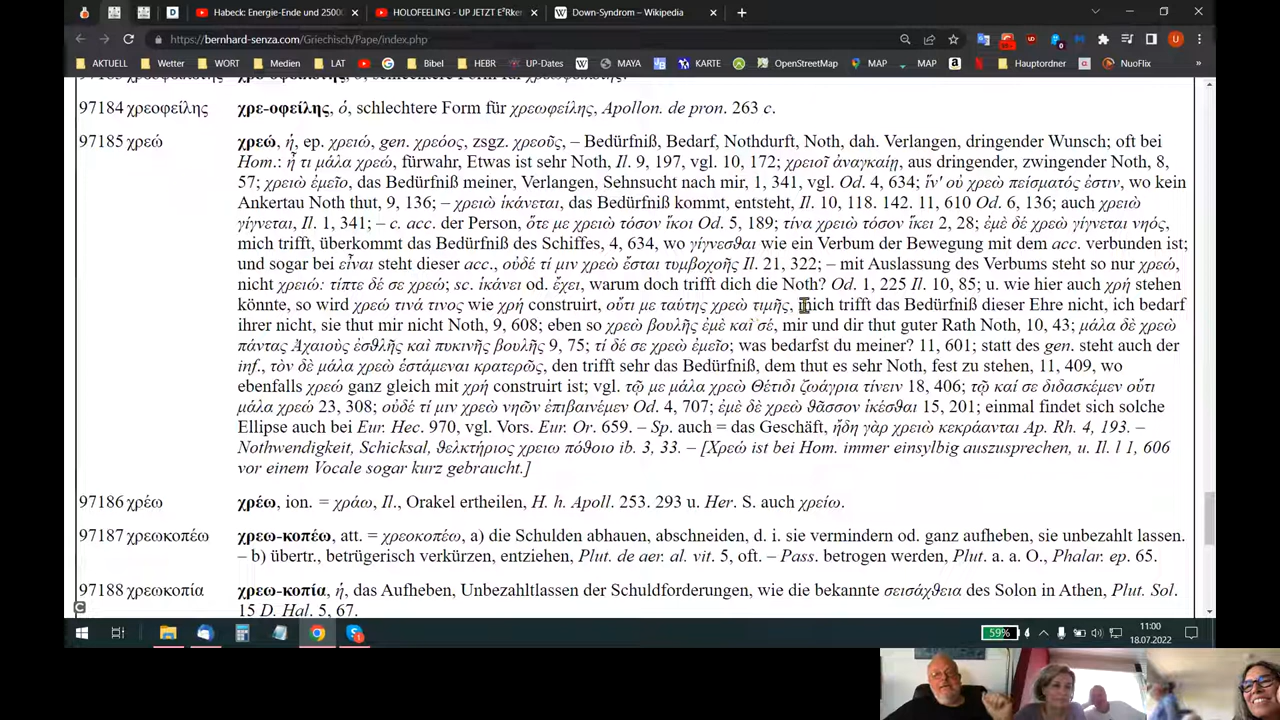 Habeck: Energie-Ende und 25000
HOLOFEELING - UP JETZT E³Rker
Down-Syndrom – Wikipedia
https://bernhard-senza.com/Griechisch/Pape/index.php
AKTUELL Wetter WORT Medien LAT Bibel HEBR UP-Dates MAYA KARTE OpenStreetMap MAP MAP Hauptordner NuoFlix
97184 χρεοφείλης χρε-οφείλης, ὁ, schlechtere Form für χρεωφείλης, Apollon. de pron. 263 c.
97185 χρεώ χρεώ, ἡ, ep. χρειώ, gen. χρεόος, zsgz. χρεοῦς, – Bedürfniß, Bedarf, Nothdurft, Noth, dah. Verlangen, dringender Wunsch; oft bei
Hom.: ἦ τι μάλα χρεώ, fürwahr, Etwas ist sehr Noth, Il. 9, 197, vgl. 10, 172; χρειοῖ ἀναγκαίῃ, aus dringender, zwingender Noth, 8,
57; χρειὼ ἐμεῖο, das Bedürfniß meiner, Verlangen, Sehnsucht nach mir, 1, 341, vgl. Od. 4, 634; ἵν' οὐ χρεὼ πείσματός ἐστιν, wo kein
Ankertau Noth thut, 9, 136; – χρειὼ ἱκάνεται, das Bedürfniß kommt, entsteht, Il. 10, 118. 142. 11, 610 Od. 6, 136; auch χρειὼ
γίγνεται, Il. 1, 341; – c. acc. der Person, ὅτε με χρειὼ τόσον ἵκοι Od. 5, 189; τίνα χρειὼ τόσον ἵκει 2, 28; ἐμὲ δέ χρεὼ γίγνεται νηός,
mich trifft, überkommt das Bedürfniß des Schiffes, 4, 634, wo γίγνεσθαι wie ein Verbum der Bewegung mit dem acc. verbunden ist;
und sogar bei εἶναι steht dieser acc., οὐδέ τί μιν χρεὼ ἔσται τυμβοχοῆς Il. 21, 322; – mit Auslassung des Verbums steht so nur χρεώ,
nicht χρειώ: τίπτε δέ σε χρεώ; sc. ἱκάνει od. ἔχει, warum doch trifft dich die Noth? Od. 1, 225 Il. 10, 85; u. wie hier auch χρή stehen
könnte, so wird χρεώ τινά τινος wie χρή construirt, οὔτι με ταύτης χρεὼ τιμῆς, mich trifft das Bedürfniß dieser Ehre nicht, ich bedarf
ihrer nicht, sie thut mir nicht Noth, 9, 608; eben so χρεὼ βουλῆς ἐμὲ καὶ σέ, mir und dir thut guter Rath Noth, 10, 43; μάλα δὲ χρεὼ
πάντας Ἀχαιοὺς ἐσθλῆς καὶ πυκινῆς βουλῆς 9, 75; τί δέ σε χρεὼ ἐμεῖο; was bedarfst du meiner? 11, 601; statt des gen. steht auch der
inf., τὸν δὲ μάλα χρεὼ ἑστάμεναι κρατερῶς, den trifft sehr das Bedürfniß, dem thut es sehr Noth, fest zu stehen, 11, 409, wo
ebenfalls χρεώ ganz gleich mit χρή construirt ist; vgl. τῷ με μάλα χρεὼ Θέτιδι ζωάγρια τίνειν 18, 406; τῷ καί σε διδασκέμεν οὔτι
μάλα χρεώ 23, 308; οὐδέ τί μιν χρεὼ νηῶν ἐπιβαινέμεν Od. 4, 707; ἐμὲ δὲ χρεὼ θᾶσσον ἱκέσθαι 15, 201; einmal findet sich solche
Ellipse auch bei Eur. Hec. 970, vgl. Vors. Eur. Or. 659. – Sp. auch = das Geschäft, ἤδη γὰρ χρειὼ κεκράανται Ap. Rh. 4, 193. –
Nothwendigkeit, Schicksal, θελκτήριος χρειω πόθοιο ib. 3, 33. – [Χρεώ ist bei Hom. immer einsylbig auszusprechen, u. Il. l 1, 606
vor einem Vocale sogar kurz gebraucht.]
97186 χρέω χρέω, ion. = χράω, Il., Orakel ertheilen, H. h. Apoll. 253. 293 u. Her. S. auch χρείω.
97187 χρεωκοπέω χρεω-κοπέω, att. = χρεοκοπέω, a) die Schulden abhauen, abschneiden, d. i. sie vermindern od. ganz aufheben, sie unbezahlt lassen.
– b) übertr., betrügerisch verkürzen, entziehen, Plut. de aer. al. vit. 5, oft. – Pass. betrogen werden, Plut. a. a. O., Phalar. ep. 65.
97188 χρεωκοπία χρεω-κοπία, ἡ, das Aufheben, Unbezahltlassen der Schuldforderungen, wie die bekannte σεισάχθεια des Solon in Athen, Plut. Sol.
15 D. Hal. 5, 67.
59%
11:00
18.07.2022